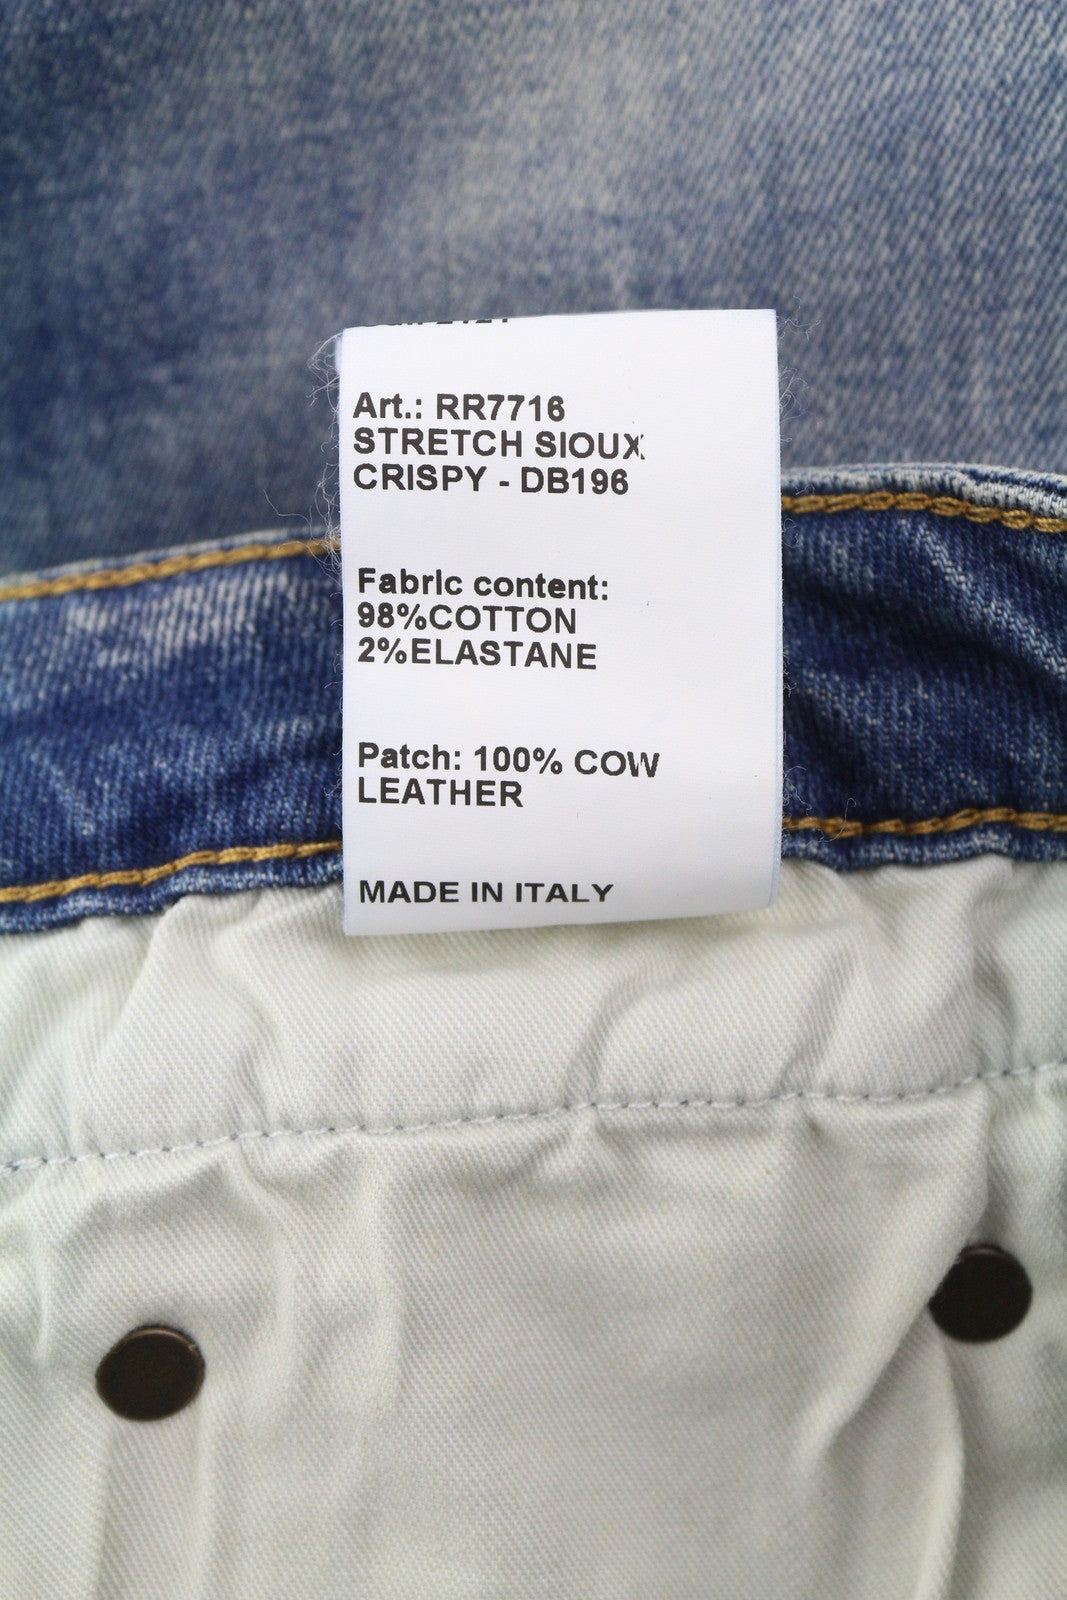 Art.: RR7716
STRETCH SIOUX
CRISPY - DB196
Fabric content:
98%COTTON
2%ELASTANE
Patch: 100% COW
LEATHER
MADE IN ITALY